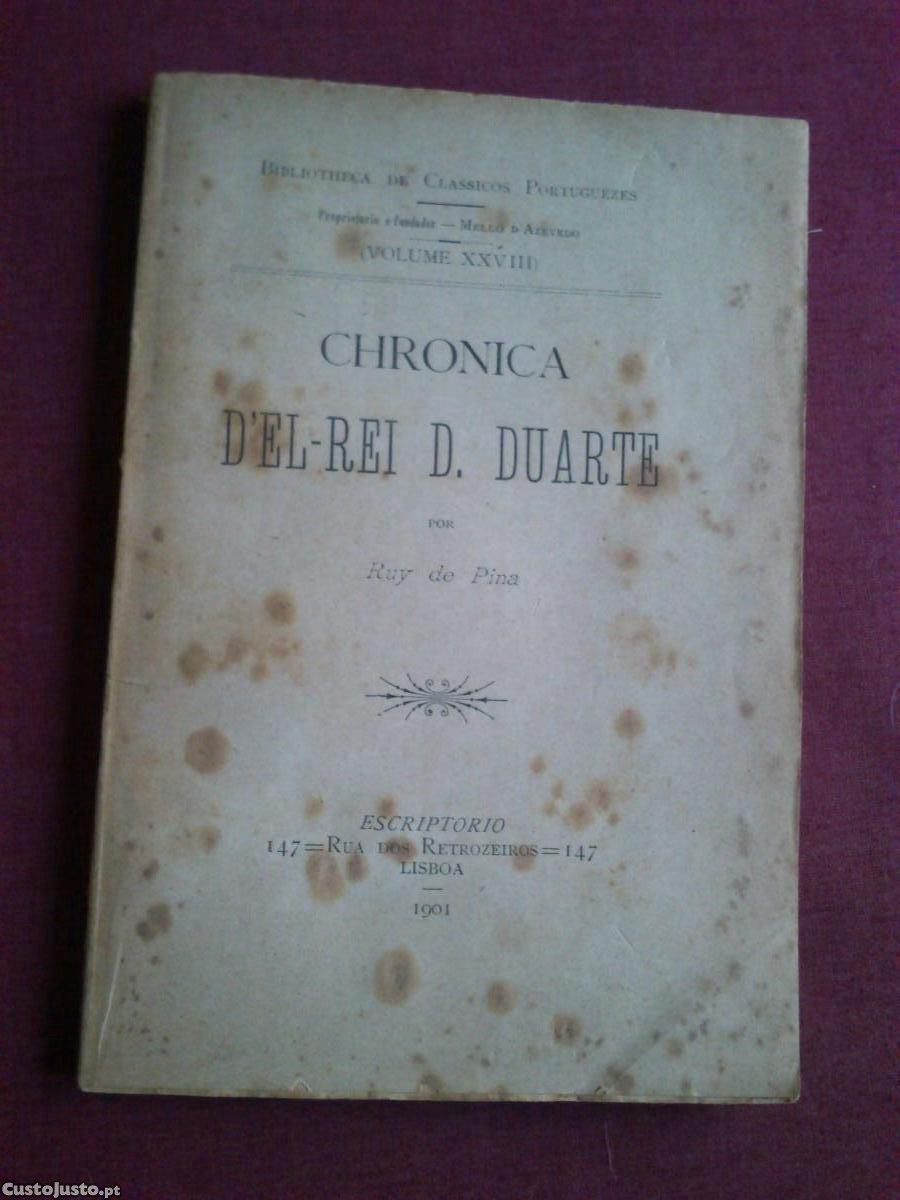 BIBLIOTHECA DE CLASSICOS PORTUGUEZES
Proprietario e fundador — MELLO D'AZEVEDO
(VOLUME XXVIII)
CHRONICA
D'EL-REI D. DUARTE
POR
Ruy de Pina
ESCRIPTORIO
147=RUA DOS RETROZEIROS=147
LISBOA
1901
CustoJusto.pt